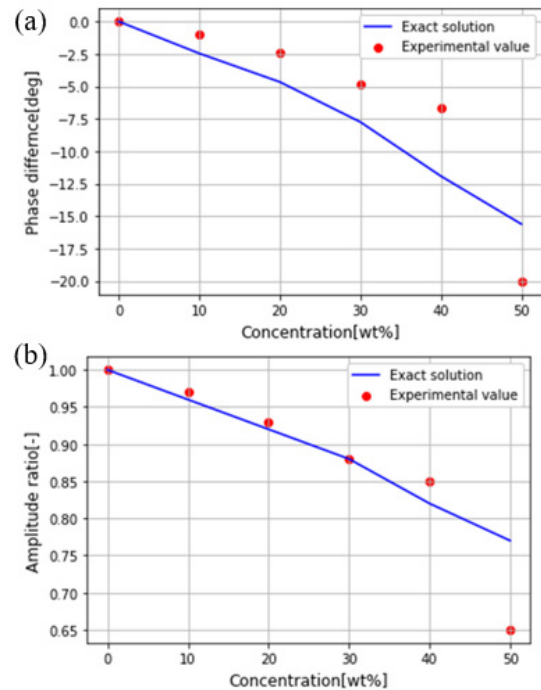 (a)
0.0
-2.5
-5.0
-7.5
-10.0
-12.5
-15.0
-17.5
-20.0
Phase differnce[deg]
Exact solution
Experimental value
0 10 20 30 40 50
Concentration[wt%]
(b)
1.00
0.95
0.90
0.85
0.80
0.75
0.70
0.65
Amplitude ratio[-]
Exact solution
Experimental value
0 10 20 30 40 50
Concentration[wt%]